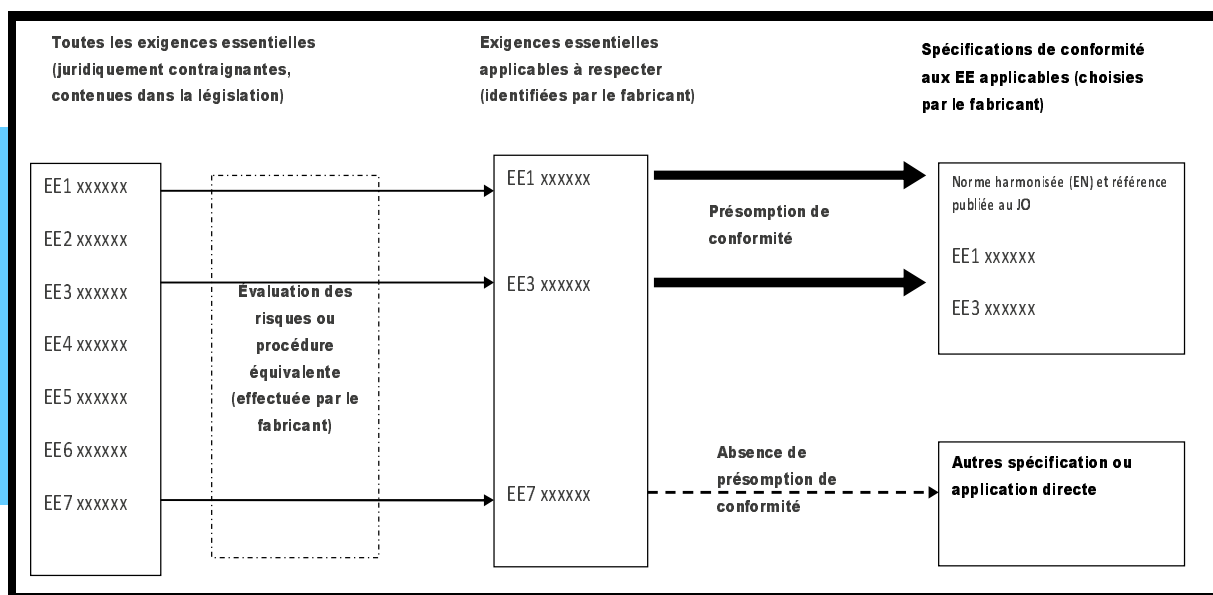 Toutes les exigences essentielles
(juridiquement contraignantes,
contenues dans la législation)
Exigences essentielles
applicables à respecter
(identifiées par le fabricant)
Spécifications de conformité
aux EE applicables (choisies
par le fabricant)
EE1 xxxxxx
EE2 xxxxxx
EE3 xxxxxx
EE4 xxxxxx
EE5 xxxxxx
EE6 xxxxxx
EE7 xxxxxx
Évaluation des
risques ou
procédure
équivalente
(effectuée par le
fabricant)
EE1 xxxxxx
EE3 xxxxxx
EE7 xxxxxx
Présomption de
conformité
Absence de
présomption de
conformité
Norme harmonisée (EN) et référence
publiée au JO
EE1 xxxxxx
EE3 xxxxxx
Autres spécification ou
application directe